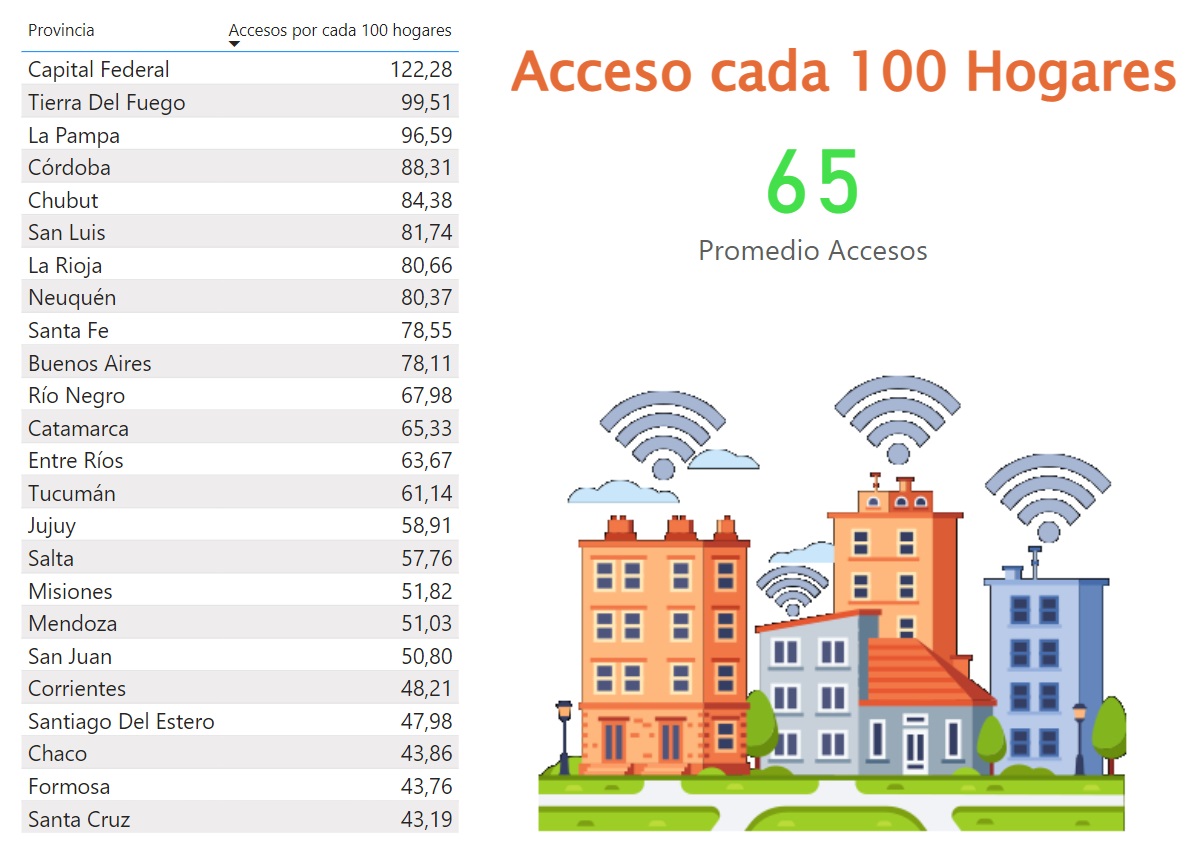 Provincia Accesos por cada 100 hogares
Capital Federal 122,28
Tierra Del Fuego 99,51
La Pampa 96,59
Córdoba 88,31
Chubut 84,38
San Luis 81,74
La Rioja 80,66
Neuquén 80,37
Santa Fe 78,55
Buenos Aires 78,11
Río Negro 67,98
Catamarca 65,33
Entre Ríos 63,67
Tucumán 61,14
Jujuy 58,91
Salta 57,76
Misiones 51,82
Mendoza 51,03
San Juan 50,80
Corrientes 48,21
Santiago Del Estero 47,98
Chaco 43,86
Formosa 43,76
Santa Cruz 43,19
Acceso cada 100 Hogares
65
Promedio Accesos